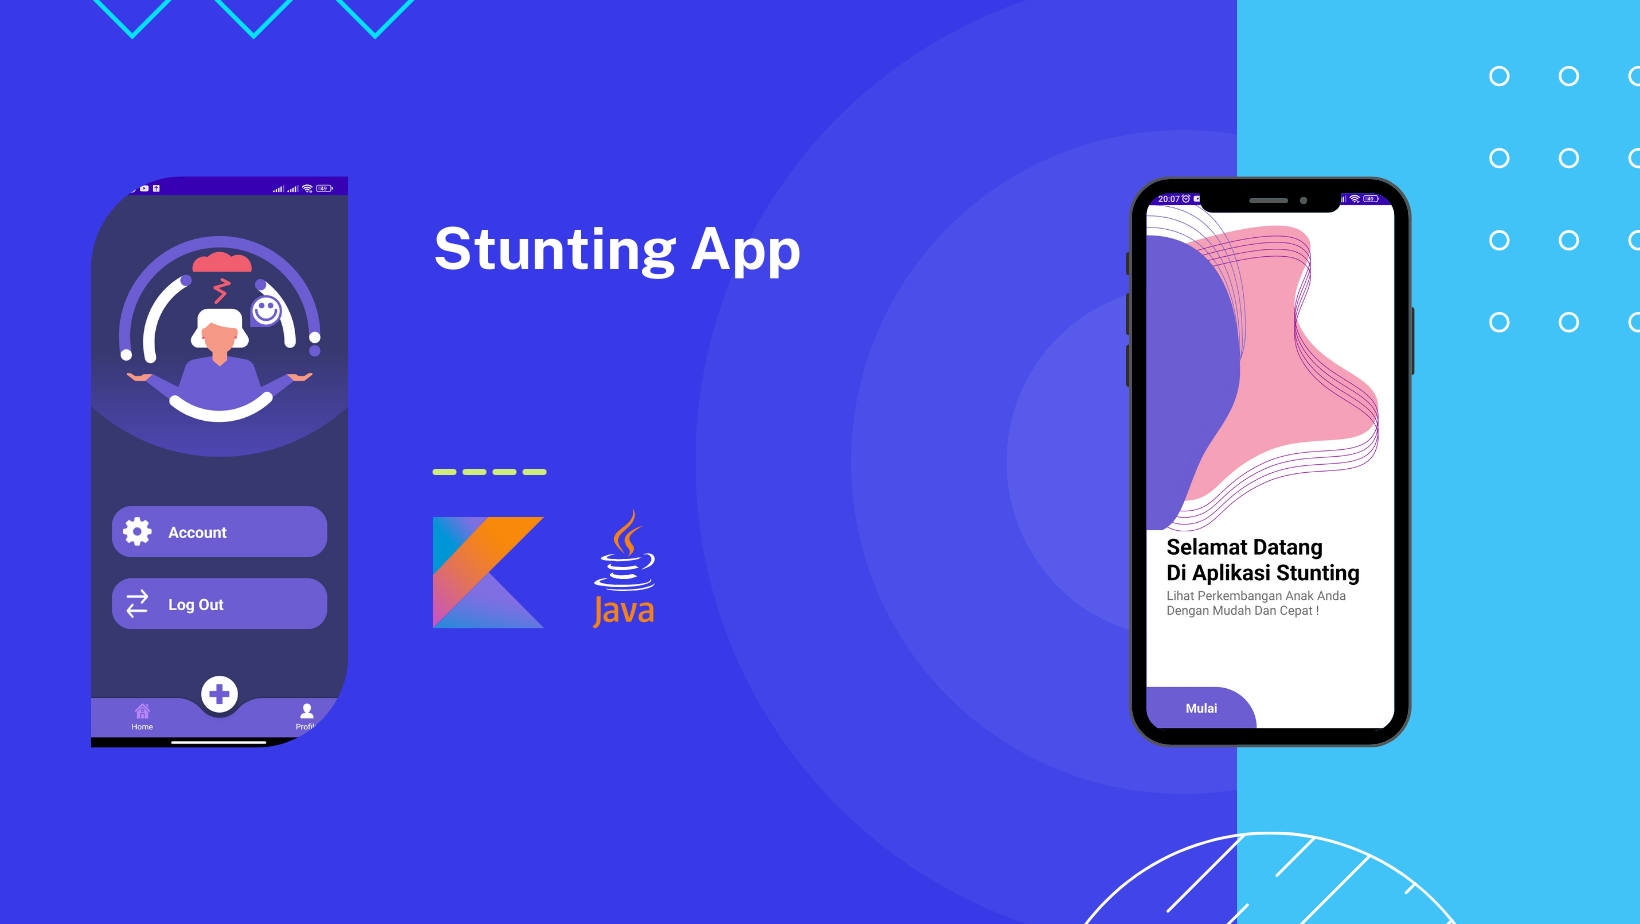 Stunting App
Account
Log Out
Home
Java
20:07
Selamat Datang
Di Aplikasi Stunting
Lihat Perkembangan Anak Anda
Dengan Mudah Dan Cepat !
Mulai